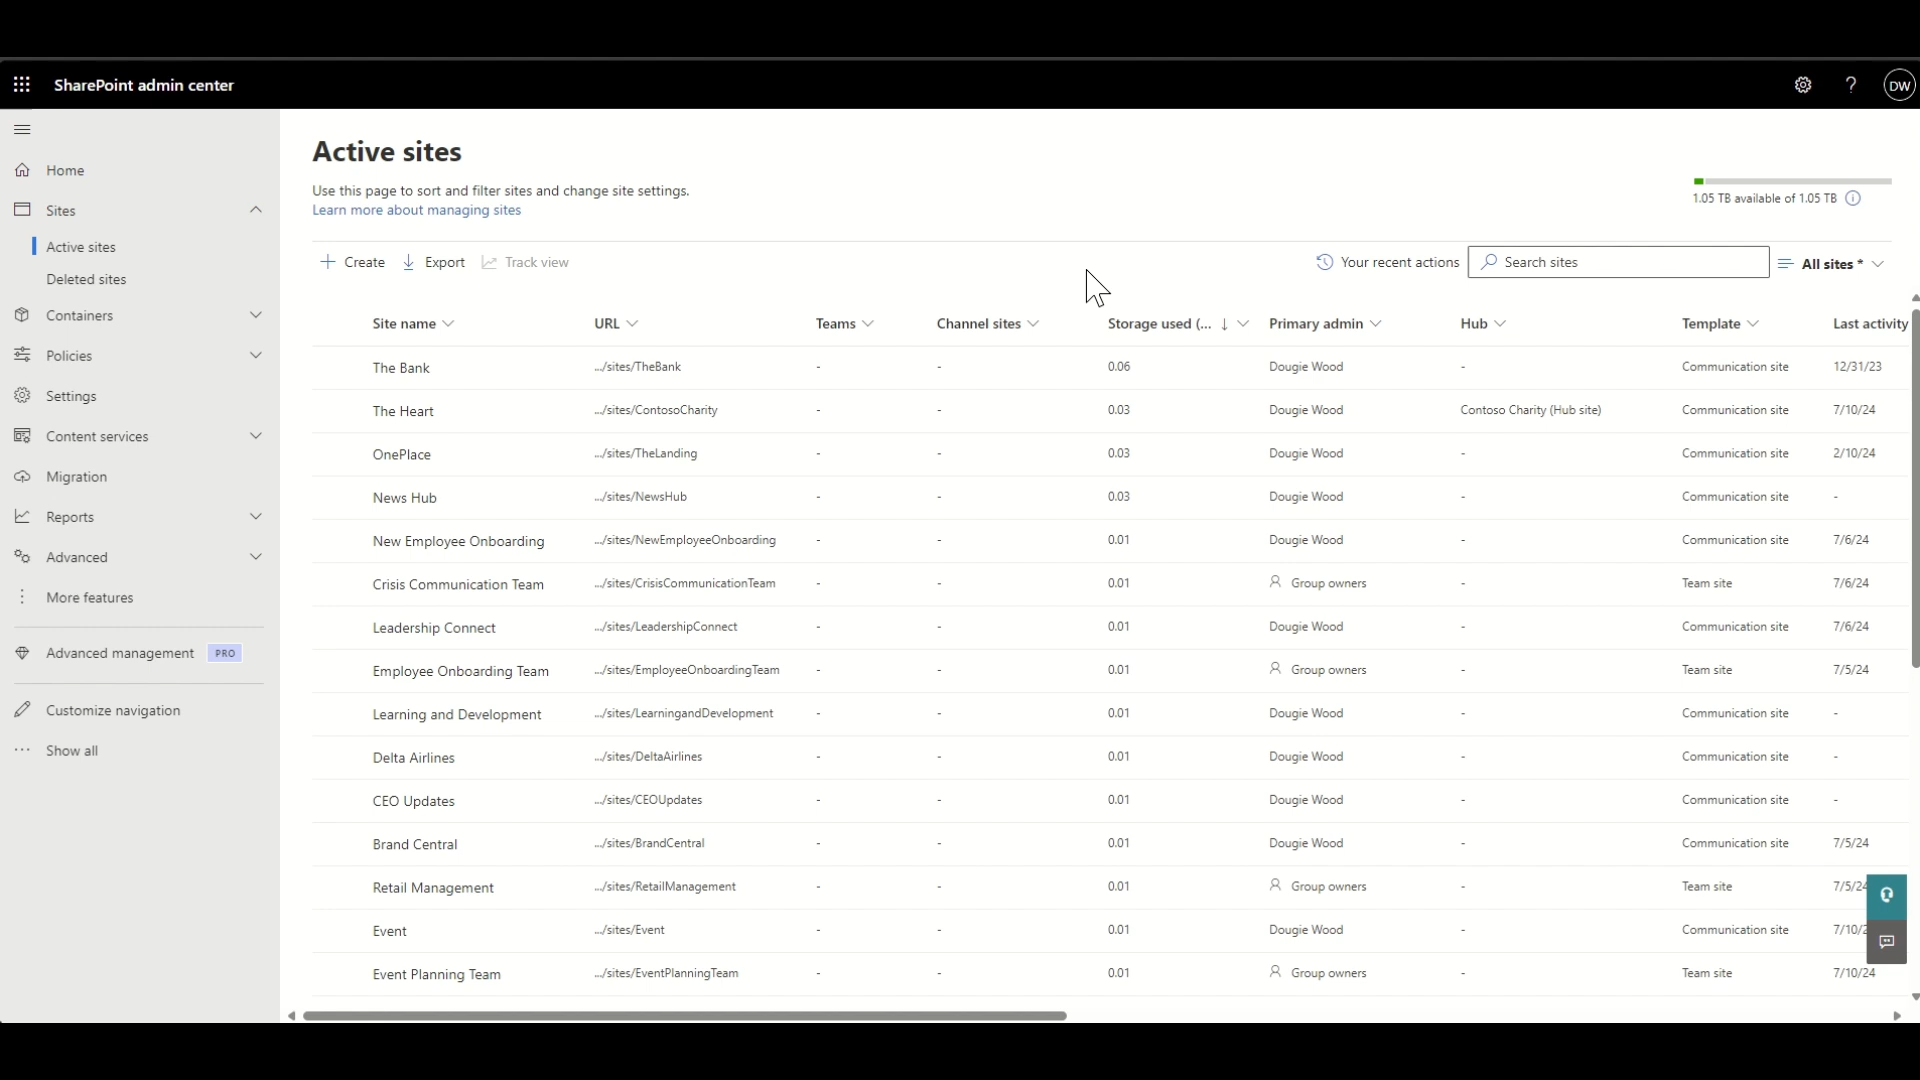 SharePoint admin center
DW
Home
Sites
Active sites
Deleted sites
Containers
Policies
Settings
Content services
Migration
Reports
Advanced
More features
Advanced management PRO
Customize navigation
Show all
Active sites
Use this page to sort and filter sites and change site settings.
Learn more about managing sites
1.05 TB available of 1.05 TB
Create Export Track view Your recent actions Search sites All sites *
Site name URL Teams Channel sites Storage used (... Primary admin Hub Template Last activity
The Bank .../sites/TheBank - - 0.06 Dougie Wood - Communication site 12/31/23
The Heart .../sites/ContosoCharity - - 0.03 Dougie Wood Contoso Charity (Hub site) Communication site 7/10/24
OnePlace .../sites/TheLanding - - 0.03 Dougie Wood - Communication site 2/10/24
News Hub .../sites/NewsHub - - 0.03 Dougie Wood - Communication site -
New Employee Onboarding .../sites/NewEmployeeOnboarding - - 0.01 Dougie Wood - Communication site 7/6/24
Crisis Communication Team .../sites/CrisisCommunicationTeam - - 0.01 Group owners - Team site 7/6/24
Leadership Connect .../sites/LeadershipConnect - - 0.01 Dougie Wood - Communication site 7/6/24
Employee Onboarding Team .../sites/EmployeeOnboardingTeam - - 0.01 Group owners - Team site 7/5/24
Learning and Development .../sites/LearningandDevelopment - - 0.01 Dougie Wood - Communication site -
Delta Airlines .../sites/DeltaAirlines - - 0.01 Dougie Wood - Communication site -
CEO Updates .../sites/CEOUpdates - - 0.01 Dougie Wood - Communication site -
Brand Central .../sites/BrandCentral - - 0.01 Dougie Wood - Communication site 7/5/24
Retail Management .../sites/RetailManagement - - 0.01 Group owners - Team site 7/5/24
Event .../sites/Event - - 0.01 Dougie Wood - Communication site 7/10/2
Event Planning Team .../sites/EventPlanningTeam - - 0.01 Group owners - Team site 7/10/24